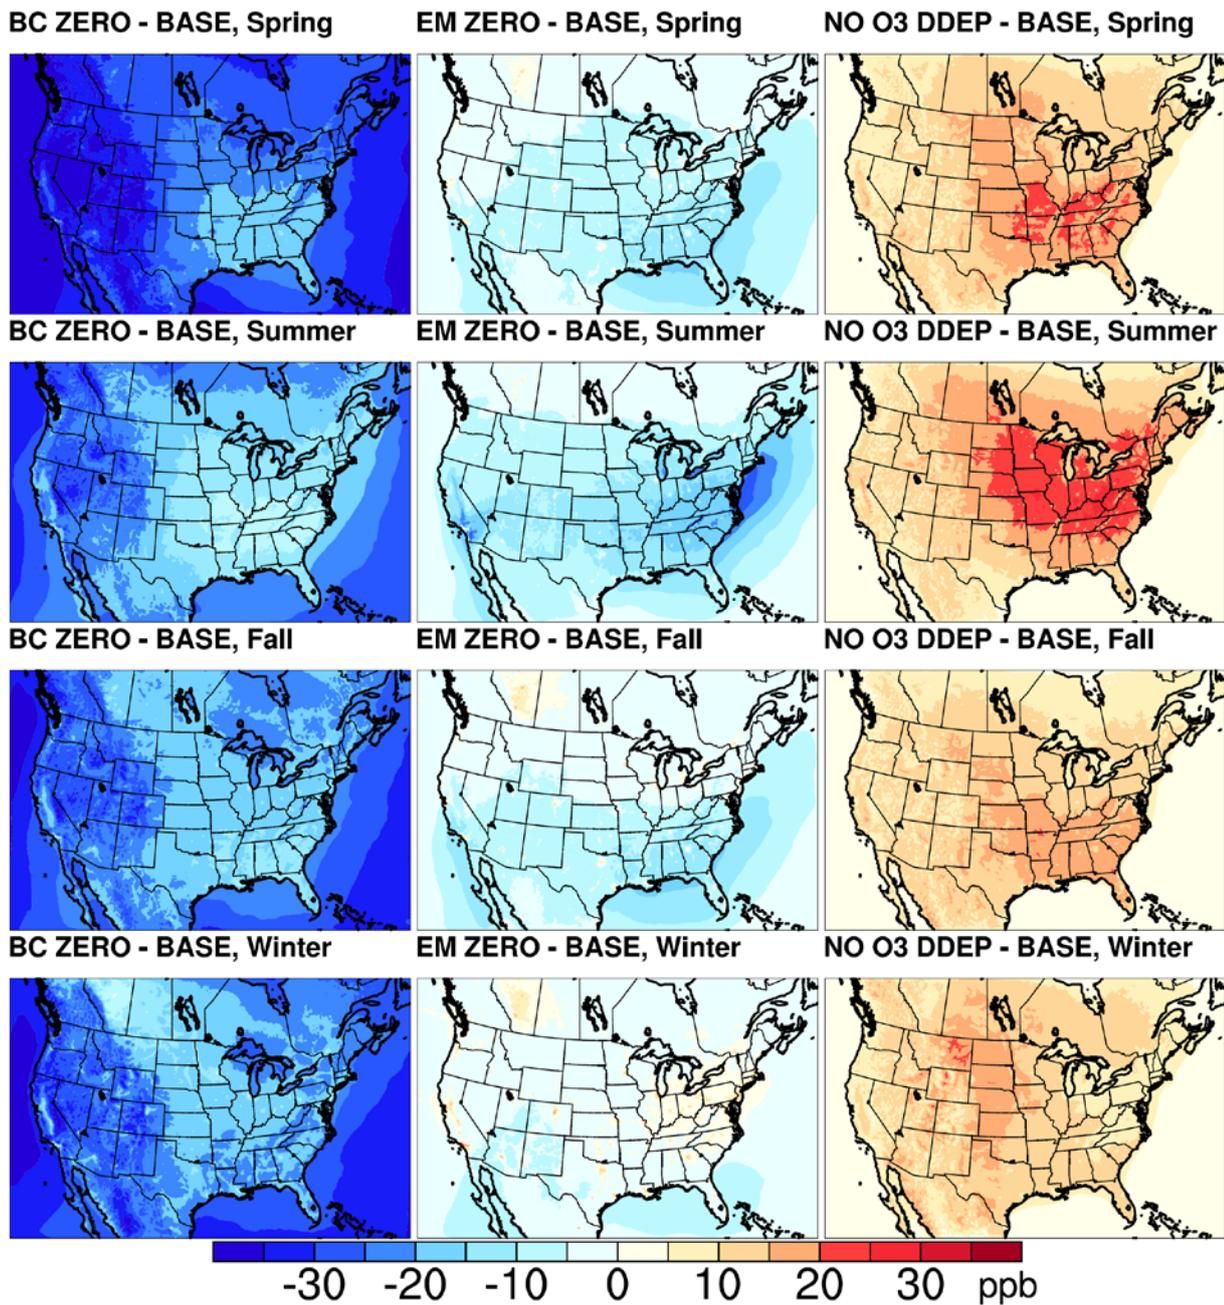 BC ZERO - BASE, Spring EM ZERO - BASE, Spring NO O3 DDEP - BASE, Spring
BC ZERO - BASE, Summer EM ZERO - BASE, Summer NO O3 DDEP - BASE, Summer
BC ZERO - BASE, Fall EM ZERO - BASE, Fall NO O3 DDEP - BASE, Fall
BC ZERO - BASE, Winter EM ZERO - BASE, Winter NO O3 DDEP - BASE, Winter
-30 -20 -10 0 10 20 30 ppb